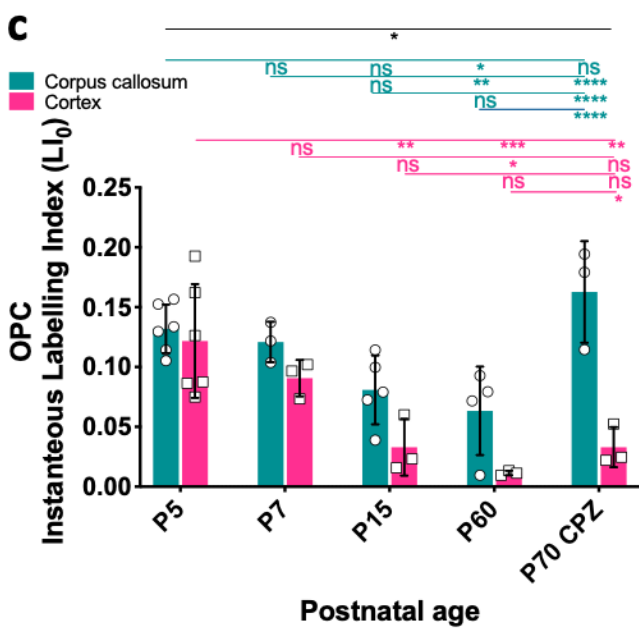 c
*
ns ns * ns
ns ** ****
ns ****
****
Corpus callosum
Cortex
ns ** *** **
ns * ns
ns ns
*
OPC
Instanteous Labelling Index (LI0)
0.25
0.20
0.15
0.10
0.05
0.00
P5 P7 P15 P60 P70 CPZ
Postnatal age